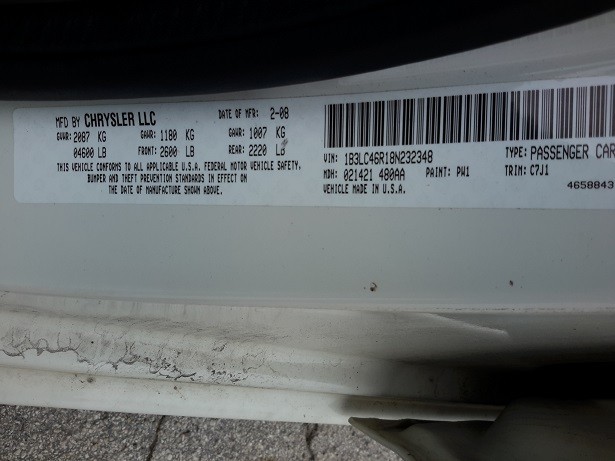 MFD BY CHRYSLER LLC DATE OF MFR: 2-08
GVWR: 2087 KG GAWR: 1180 KG GAWR: 1007 KG
04600 LB FRONT: 2600 LB REAR: 2220 LB
THIS VEHICLE CONFORMS TO ALL APPLICABLE U.S.A. FEDERAL MOTOR VEHICLE SAFETY,
BUMPER AND THEFT PREVENTION STANDARDS IN EFFECT ON
THE DATE OF MANUFACTURE SHOWN ABOVE.
VIN: 1B3LC46R18N232348 TYPE: PASSENGER CAR
MDH: 021421 480AA PAINT: PW1 TRIM: C7J1
VEHICLE MADE IN U.S.A. 4658843